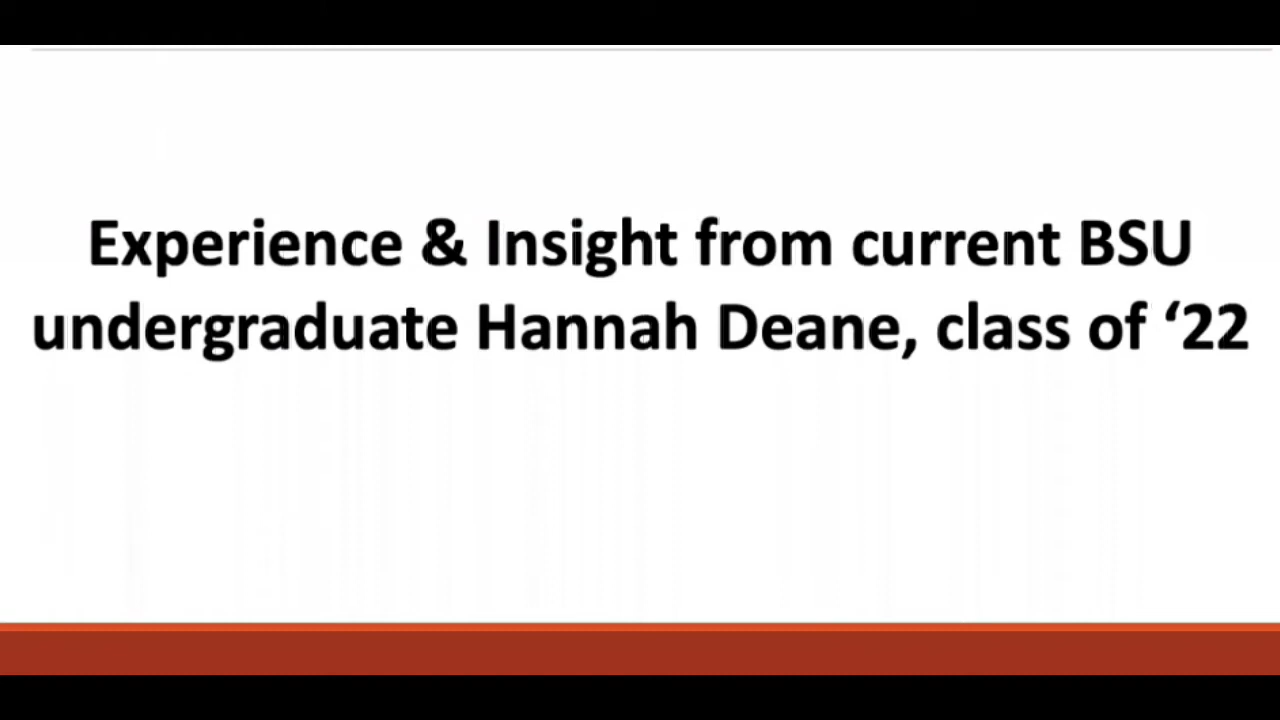 Experience & Insight from current BSU
undergraduate Hannah Deane, class of ‘22